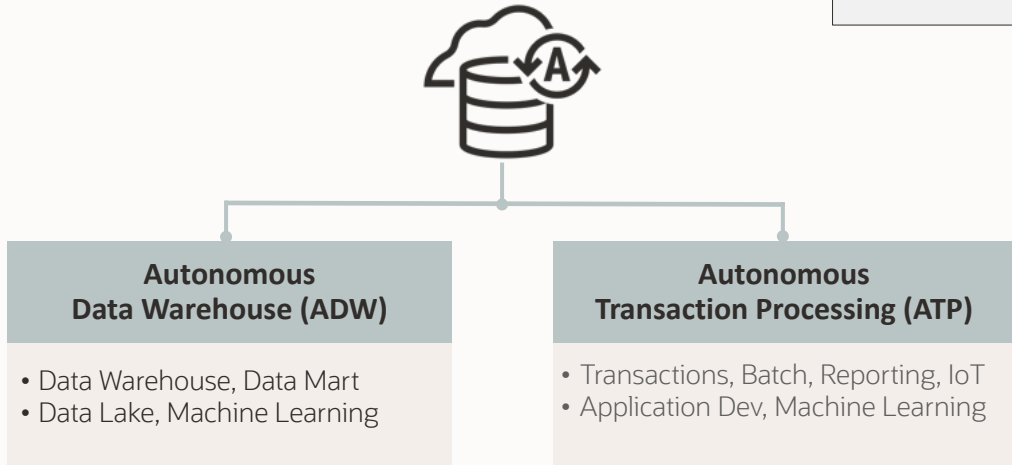 A
Autonomous
Data Warehouse (ADW)
• Data Warehouse, Data Mart
• Data Lake, Machine Learning
Autonomous
Transaction Processing (ATP)
• Transactions, Batch, Reporting, IoT
• Application Dev, Machine Learning